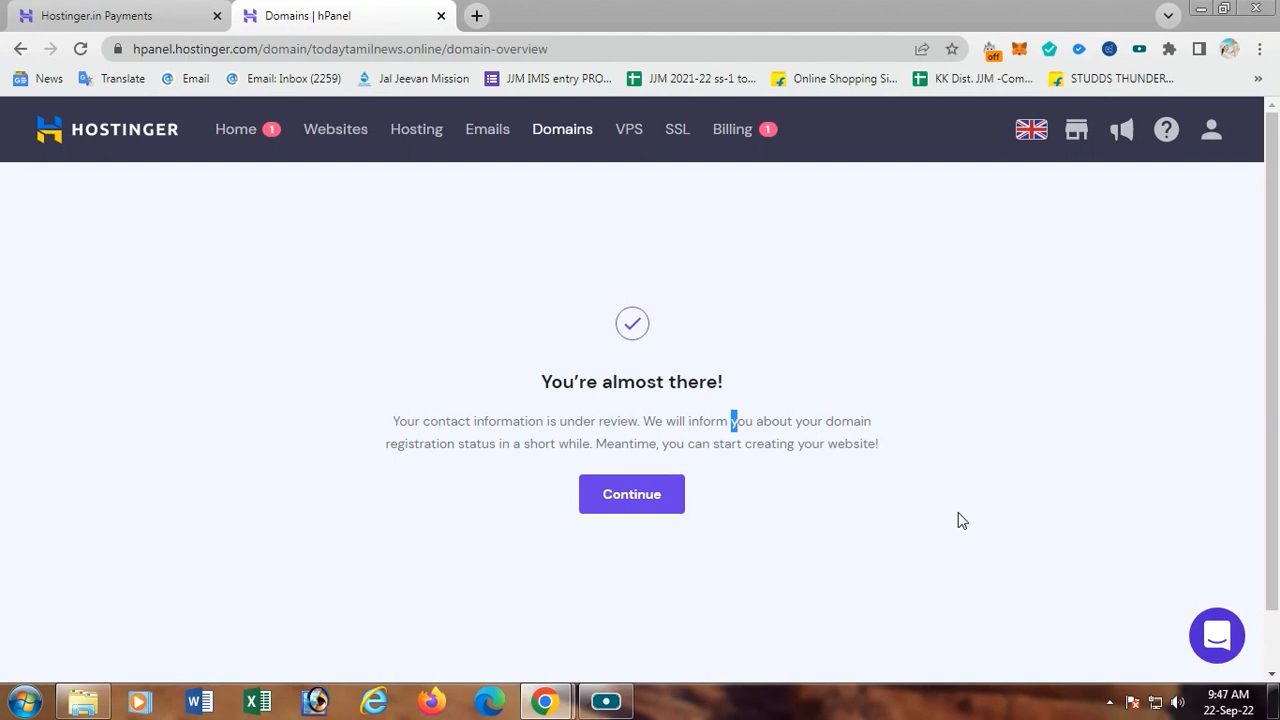 Hostinger.in Payments
Domains | hPanel
hpanel.hostinger.com/domain/todaytamilnews.online/domain-overview
off
News
Translate
Email
Email: Inbox (2259)
Jal Jeevan Mission
JJM IMIS entry PRO...
JJM 2021-22 ss-1 to...
Online Shopping Si...
KK Dist. JJM -Com...
STUDDS THUNDER...
»
HOSTINGER
Home 1
Websites
Hosting
Emails
Domains
VPS
SSL
Billing 1
You're almost there!
Your contact information is under review. We will inform you about your domain
registration status in a short while. Meantime, you can start creating your website!
Continue
9:47 AM
22-Sep-22